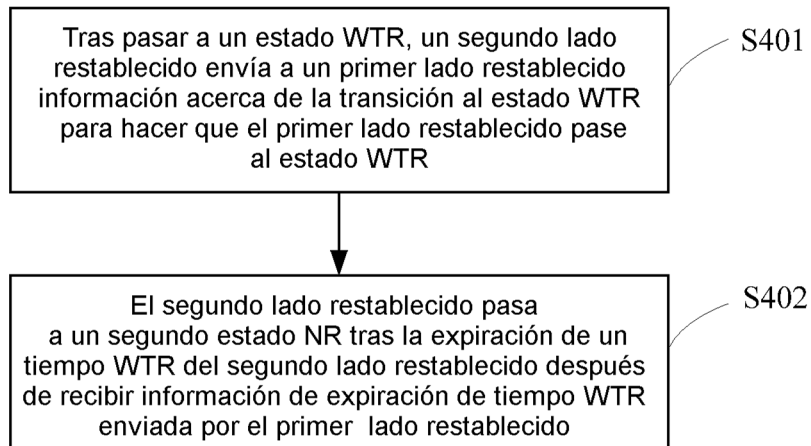 Tras pasar a un estado WTR, un segundo lado
restablecido envía a un primer lado restablecido
información acerca de la transición al estado WTR
para hacer que el primer lado restablecido pase
al estado WTR
S401
El segundo lado restablecido pasa
a un segundo estado NR tras la expiración de un
tiempo WTR del segundo lado restablecido después
de recibir información de expiración de tiempo WTR
enviada por el primer lado restablecido
S402